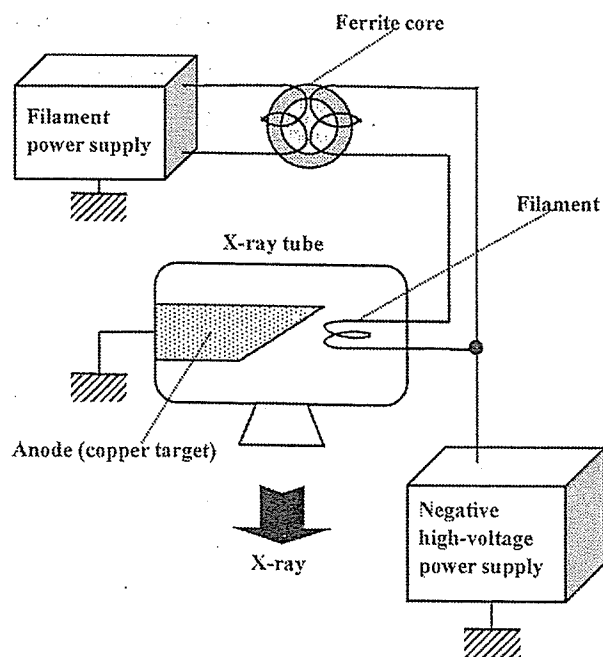 Ferrite core
Filament
power supply
Filament
X-ray tube
Anode (copper target)
X-ray
Negative
high-voltage
power supply